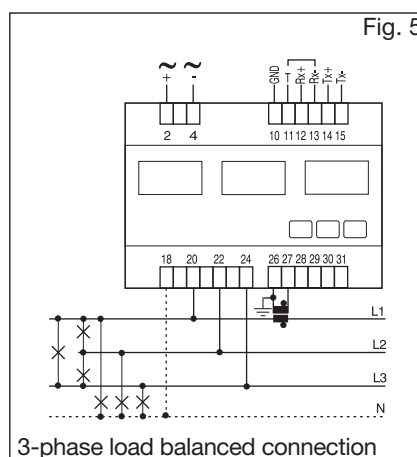 Fig. 5
~ ~
+ -
GND T Rx+ Rx- Tx+ Tx-
2 4 10 11 12 13 14 15
18 20 22 24 26 27 28 29 30 31
L1
L2
L3
N
3-phase load balanced connection